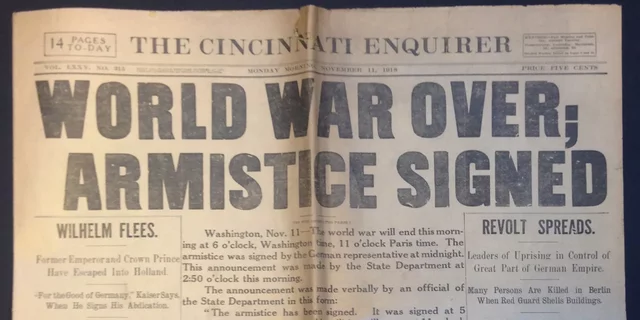 14 PAGES
TO-DAY
THE CINCINNATI ENQUIRER
VOL. LXXV. NO.
MONDAY MORNING, NOVEMBER 11, 1918
PRICE FIVE CENTS
WORLD WAR OVER;
ARMISTICE SIGNED
WILHELM FLEES.
Former Emperor and Crown Prince
Have Escaped Into Holland.
"For the Good of Germany," Kaiser Says,
When He Signs His Abdication.
Washington, Nov. 11—The world war will end this morn-
ing at 6 o'clock, Washington time, 11 o'clock Paris time. The
armistice was signed by the German representative at midnight.
This announcement was made by the State Department at
2:50 o'clock this morning.
The announcement was made verbally by an official of
the State Department in this form:
"The armistice has been signed. It was signed at 5
REVOLT SPREADS.
Leaders of Uprising in Control of
Great Part of German Empire.
Many Persons Are Killed in Berlin
When Red Guard Shells Buildings.